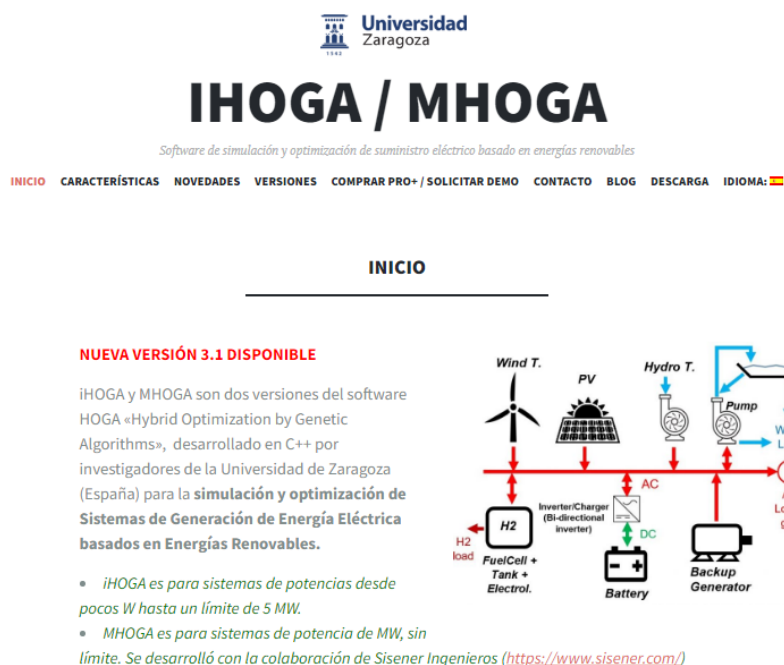 Universidad
Zaragoza
1542
IHOGA / MHOGA
Software de simulación y optimización de suministro eléctrico basado en energías renovables
INICIO CARACTERÍSTICAS NOVEDADES VERSIONES COMPRAR PRO+ / SOLICITAR DEMO CONTACTO BLOG DESCARGA IDIOMA:
INICIO
NUEVA VERSIÓN 3.1 DISPONIBLE
iHOGA y MHOGA son dos versiones del software
HOGA «Hybrid Optimization by Genetic
Algorithms», desarrollado en C++ por
investigadores de la Universidad de Zaragoza
(España) para la simulación y optimización de
Sistemas de Generación de Energía Eléctrica
basados en Energías Renovables.
• iHOGA es para sistemas de potencias desde
pocos W hasta un límite de 5 MW.
• MHOGA es para sistemas de potencia de MW, sin
límite. Se desarrolló con la colaboración de Sisener Ingenieros (https://www.sisener.com/)
Wind T.
PV
Hydro T.
Pump
AC
Inverter/Charger
(Bi-directional
inverter)
DC
H2
H2
load
FuelCell +
Tank +
Electrol.
Battery
Backup
Generator